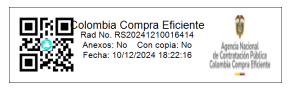 Colombia Compra Eficiente
Rad No. RS20241210016414
Anexos: No Con copia: No
Fecha: 10/12/2024 18:22:16
Agencia Nacional
de Contratación Pública
Colombia Compra Eficiente